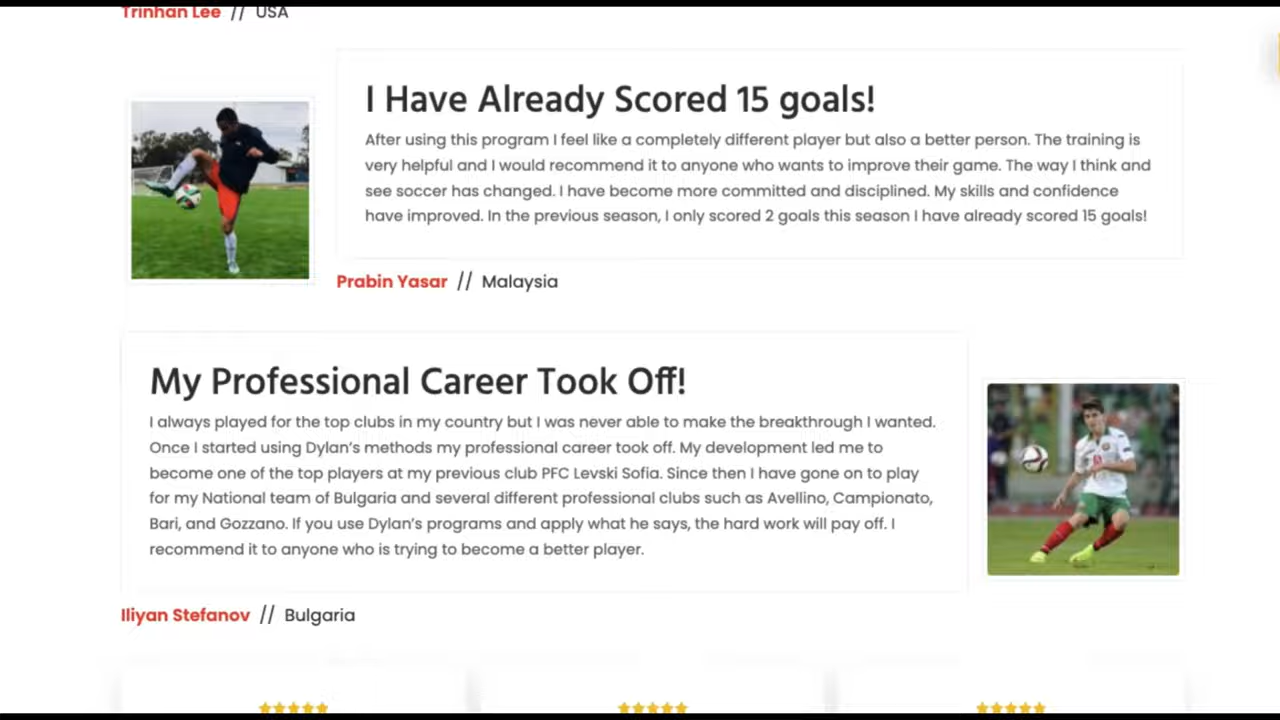 Trinhan Lee // USA
I Have Already Scored 15 goals!
After using this program I feel like a completely different player but also a better person. The training is
very helpful and I would recommend it to anyone who wants to improve their game. The way I think and
see soccer has changed. I have become more committed and disciplined. My skills and confidence
have improved. In the previous season, I only scored 2 goals this season I have already scored 15 goals!
Prabin Yasar // Malaysia
My Professional Career Took Off!
I always played for the top clubs in my country but I was never able to make the breakthrough I wanted.
Once I started using Dylan's methods my professional career took off. My development led me to
become one of the top players at my previous club PFC Levski Sofia. Since then I have gone on to play
for my National team of Bulgaria and several different professional clubs such as Avellino, Campionato,
Bari, and Gozzano. If you use Dylan's programs and apply what he says, the hard work will pay off. I
recommend it to anyone who is trying to become a better player.
Iliyan Stefanov // Bulgaria